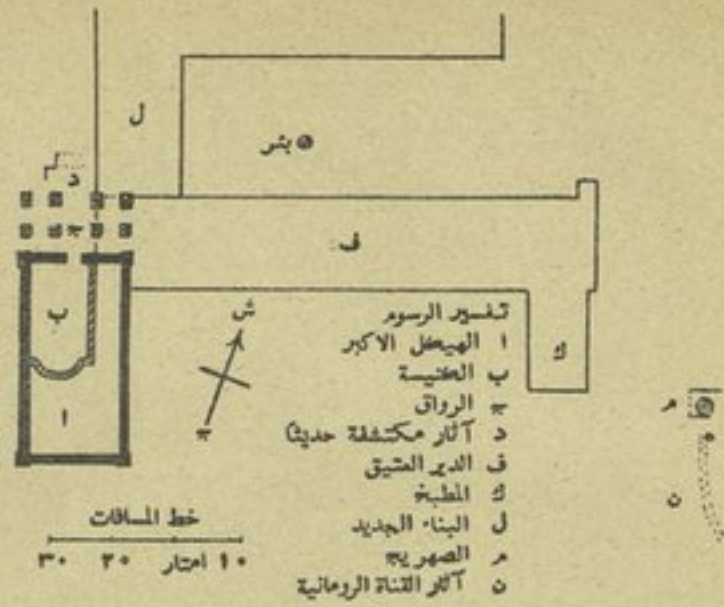 ل
بئر
د
ج
ف
ب
ا
ش
ج
ك
م
ن
تفسير الرسوم
ا الهيكل الاكبر
ب الكنيسة
ج الرواق
د آثار مكتشفة حديثا
ف الدير العتيق
ك المطبخ
ل البناء الجديد
م الصهريج
ن آثار القناة الرومانية
خط المسافات
١٠ امتار ٢٠ ٣٠